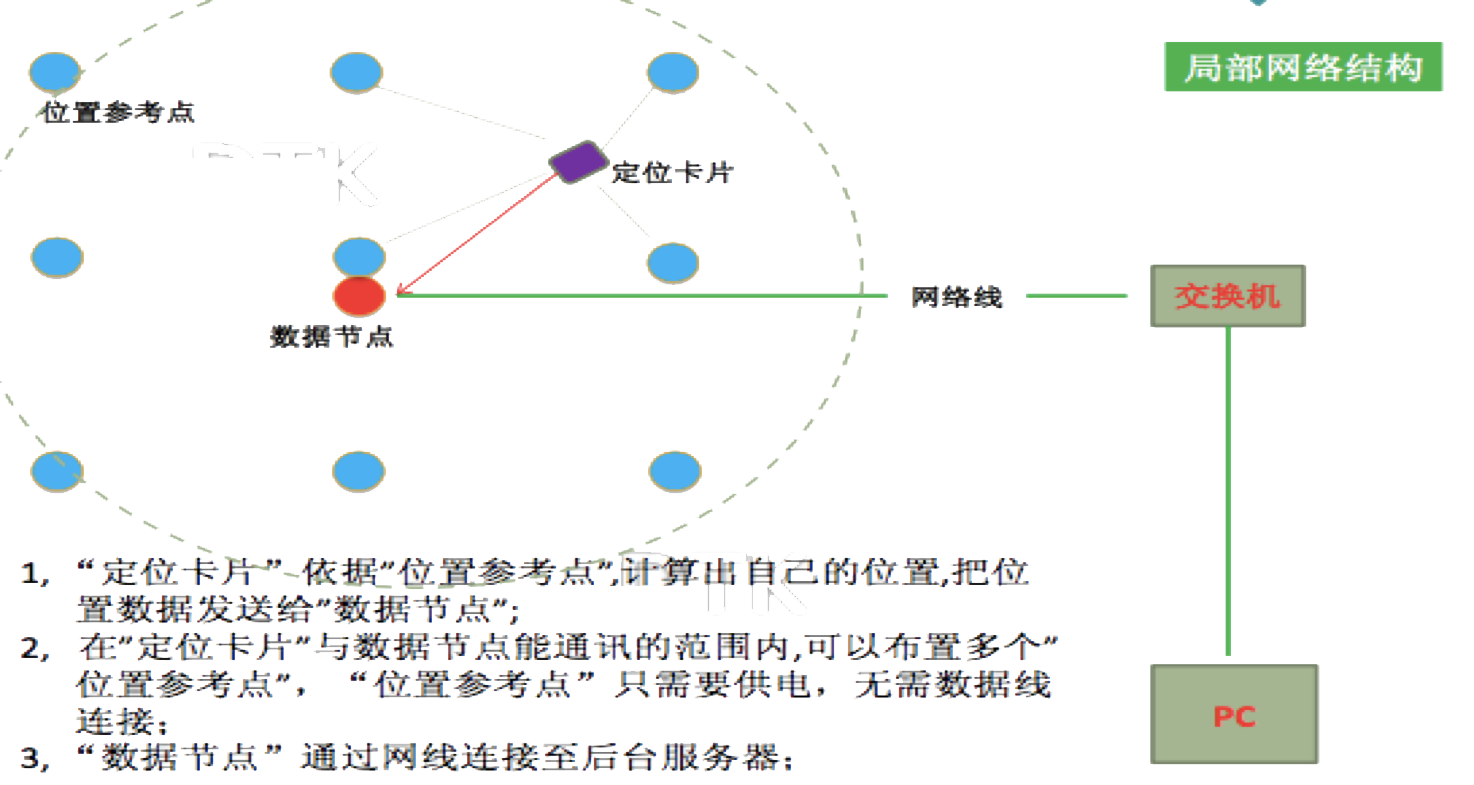 局部网络结构
位置参考点
DTK
定位卡片
网络线
交换机
数据节点
DTK
1, “定位卡片” 依据”位置参考点”,计算出自己的位置,把位
置数据发送给”数据节点”;
2, 在”定位卡片”与数据节点能通讯的范围内,可以布置多个”
位置参考点”, “位置参考点” 只需要供电，无需数据线
连接;
3, “数据节点” 通过网线连接至后台服务器;
PC